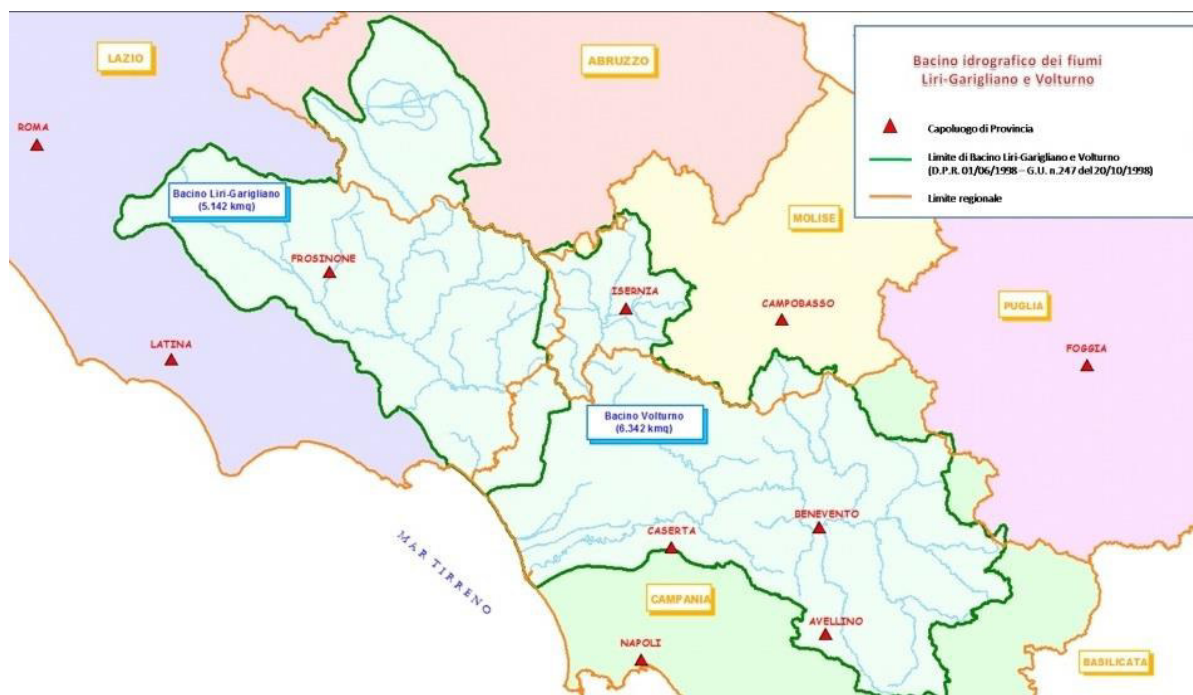 LAZIO
ABRUZZO
Bacino idrografico dei fiumi
Liri-Garigliano e Volturno
Capoluogo di Provincia
Limite di Bacino Liri-Garigliano e Volturno
(D.P.R. 01/06/1998 – G.U. n.247 del 20/10/1998)
Limite regionale
ROMA
Bacino Liri-Garigliano
(5.142 kmq)
MOLISE
FROSINONE
ISERNIA
CAMPOBASSO
PUGLIA
LATINA
FOGGIA
Bacino Volturno
(6.342 kmq)
MAR TIRRENO
CASERTA
BENEVENTO
CAMPANIA
AVELLINO
NAPOLI
BASILICATA